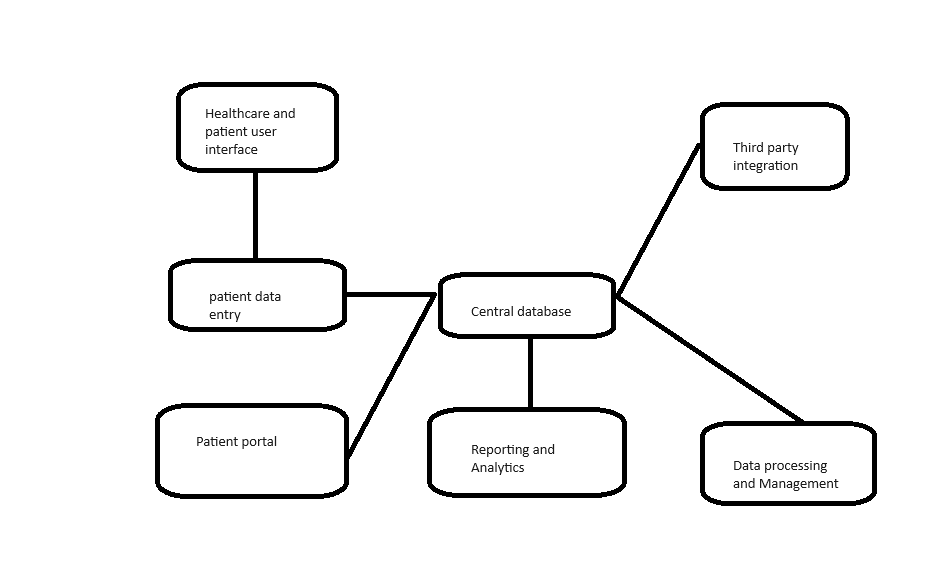 Healthcare and
patient user
interface
Third party
integration
patient data
entry
Central database
Patient portal
Reporting and
Analytics
Data processing
and Management